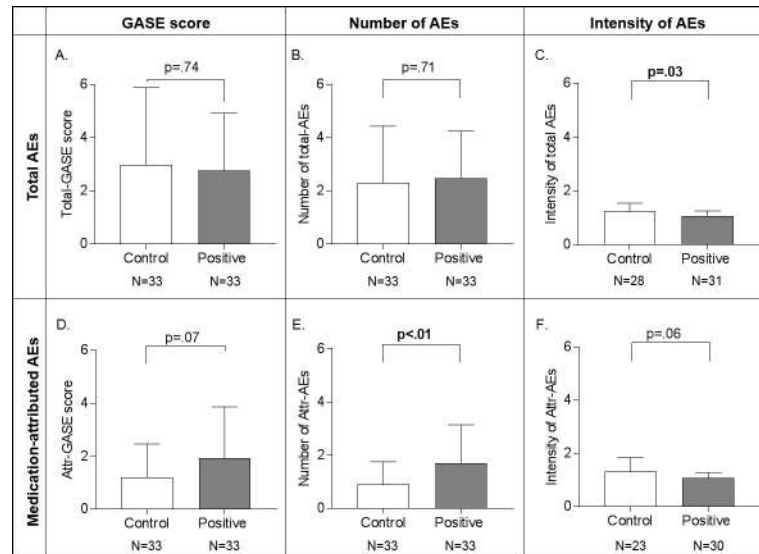 GASE score
Number of AEs
Intensity of AEs
Total AEs
A.
p=.74
Total-GASE score
6
4
2
0
Control
Positive
N=33
N=33
B.
p=.71
Number of total-AEs
6
4
2
0
Control
Positive
N=33
N=33
C.
p=.03
Intensity of total AEs
6
4
2
0
Control
Positive
N=28
N=31
Medication-attributed AEs
D.
p=.07
Attr-GASE score
6
4
2
0
Control
Positive
N=33
N=33
E.
p<.01
Number of Attr-AEs
6
4
2
0
Control
Positive
N=33
N=33
F.
p=.06
Intensity of Attr-AEs
6
4
2
0
Control
Positive
N=23
N=30